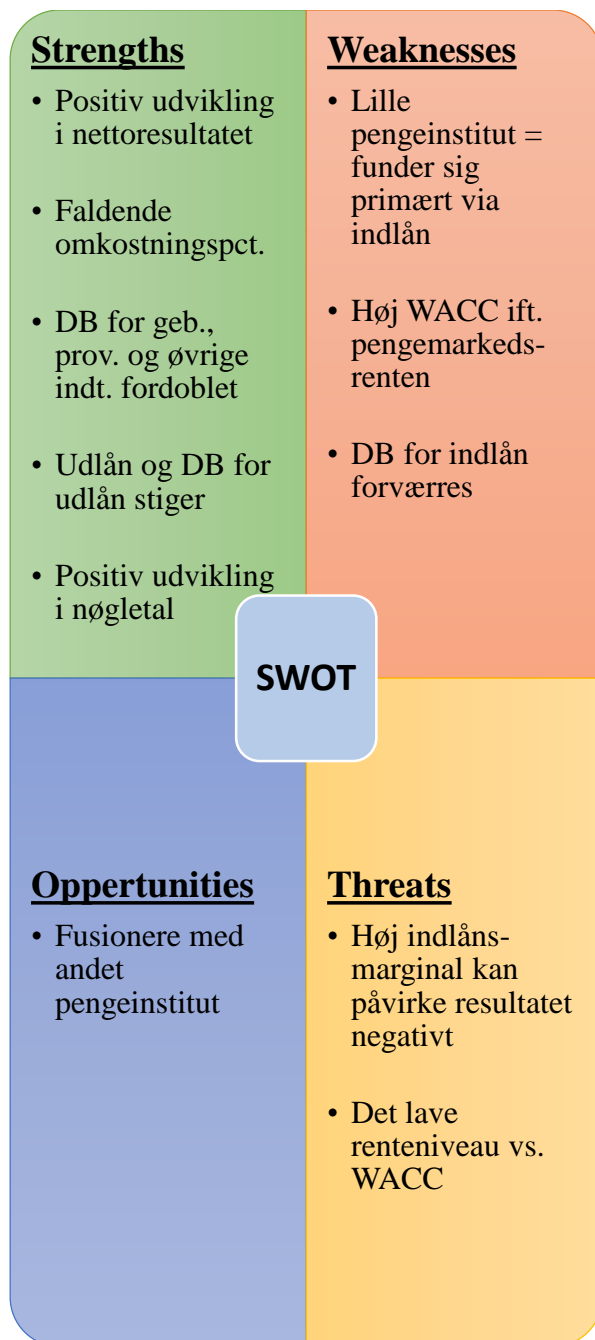 Strengths
• Positiv udvikling
i nettoresultatet
• Faldende
omkostningspct.
• DB for geb.,
prov. og øvrige
indt. fordoblet
• Udlån og DB for
udlån stiger
• Positiv udvikling
i nøgletal
Weaknesses
• Lille
pengeinstitut =
funder sig
primært via
indlån
• Høj WACC ift.
pengemarkeds-
renten
• DB for indlån
forværres
SWOT
Oppertunities
• Fusionere med
andet
pengeinstitut
Threats
• Høj indlåns-
marginal kan
påvirke resultatet
negativt
• Det lave
renteniveau vs.
WACC